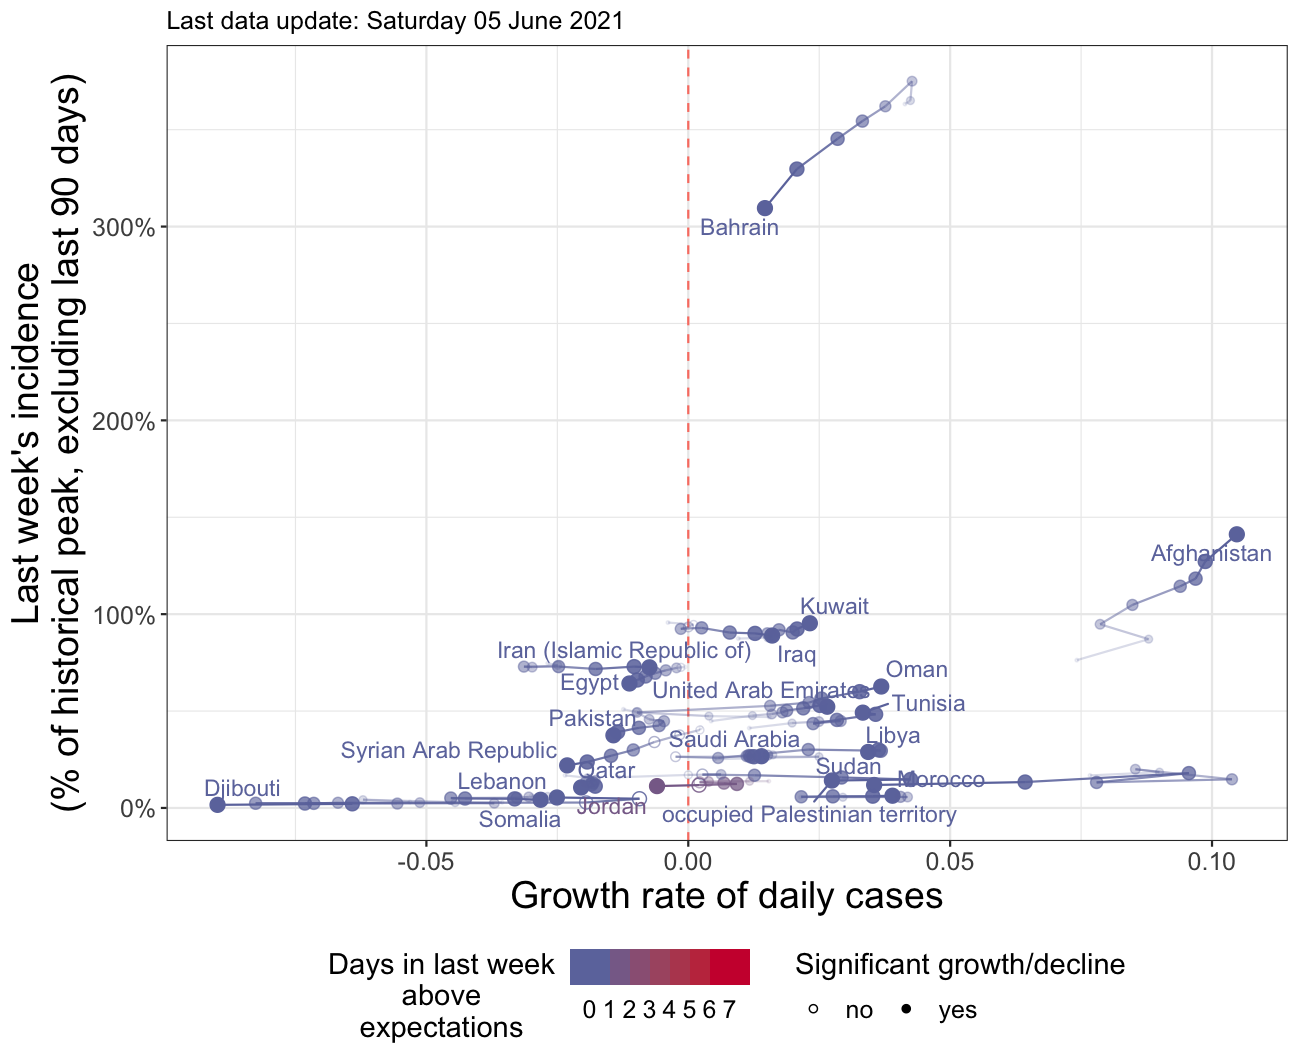 Last data update: Saturday 05 June 2021
Last week's incidence
(% of historical peak, excluding last 90 days)
300%
200%
100%
0%
Bahrain
Afghanistan
Kuwait
Iran (Islamic Republic of)
Iraq
Egypt
United Arab Emirates
Oman
Tunisia
Pakistan
Saudi Arabia
Libya
Syrian Arab Republic
Qatar
Sudan
Lebanon
Morocco
Djibouti
Jordan
Somalia
occupied Palestinian territory
-0.05
0.00
0.05
0.10
Growth rate of daily cases
Days in last week
above
expectations
0 1 2 3 4 5 6 7
Significant growth/decline
no
yes